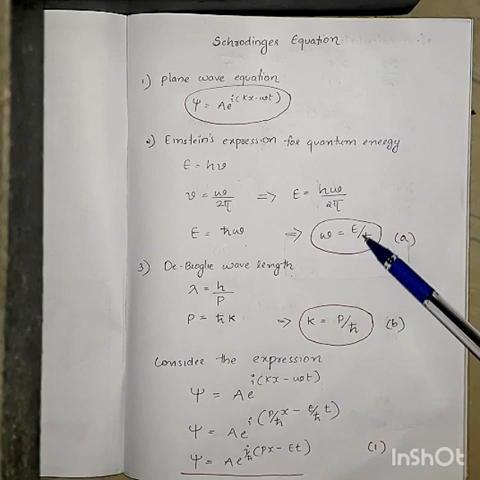 Schrodinger Equation
1) Plane wave equation
Ψ = Ae^i(Kx-ωt)
2) Einstein's expression for quantum energy
E = hν
ν = ω/2π ⟹ E = hω/2π
E = ħω ⟹ ω = E/ħ (a)
3) De-Broglie wave length
λ = h/P
P = ħK ⟹ K = P/ħ (b)
Consider the expression
Ψ = Ae^i(Kx-ωt)
Ψ = Ae^i(P/ħ x - E/ħ t)
Ψ = Ae^i/ħ(Px-Et) (1)
InShOt